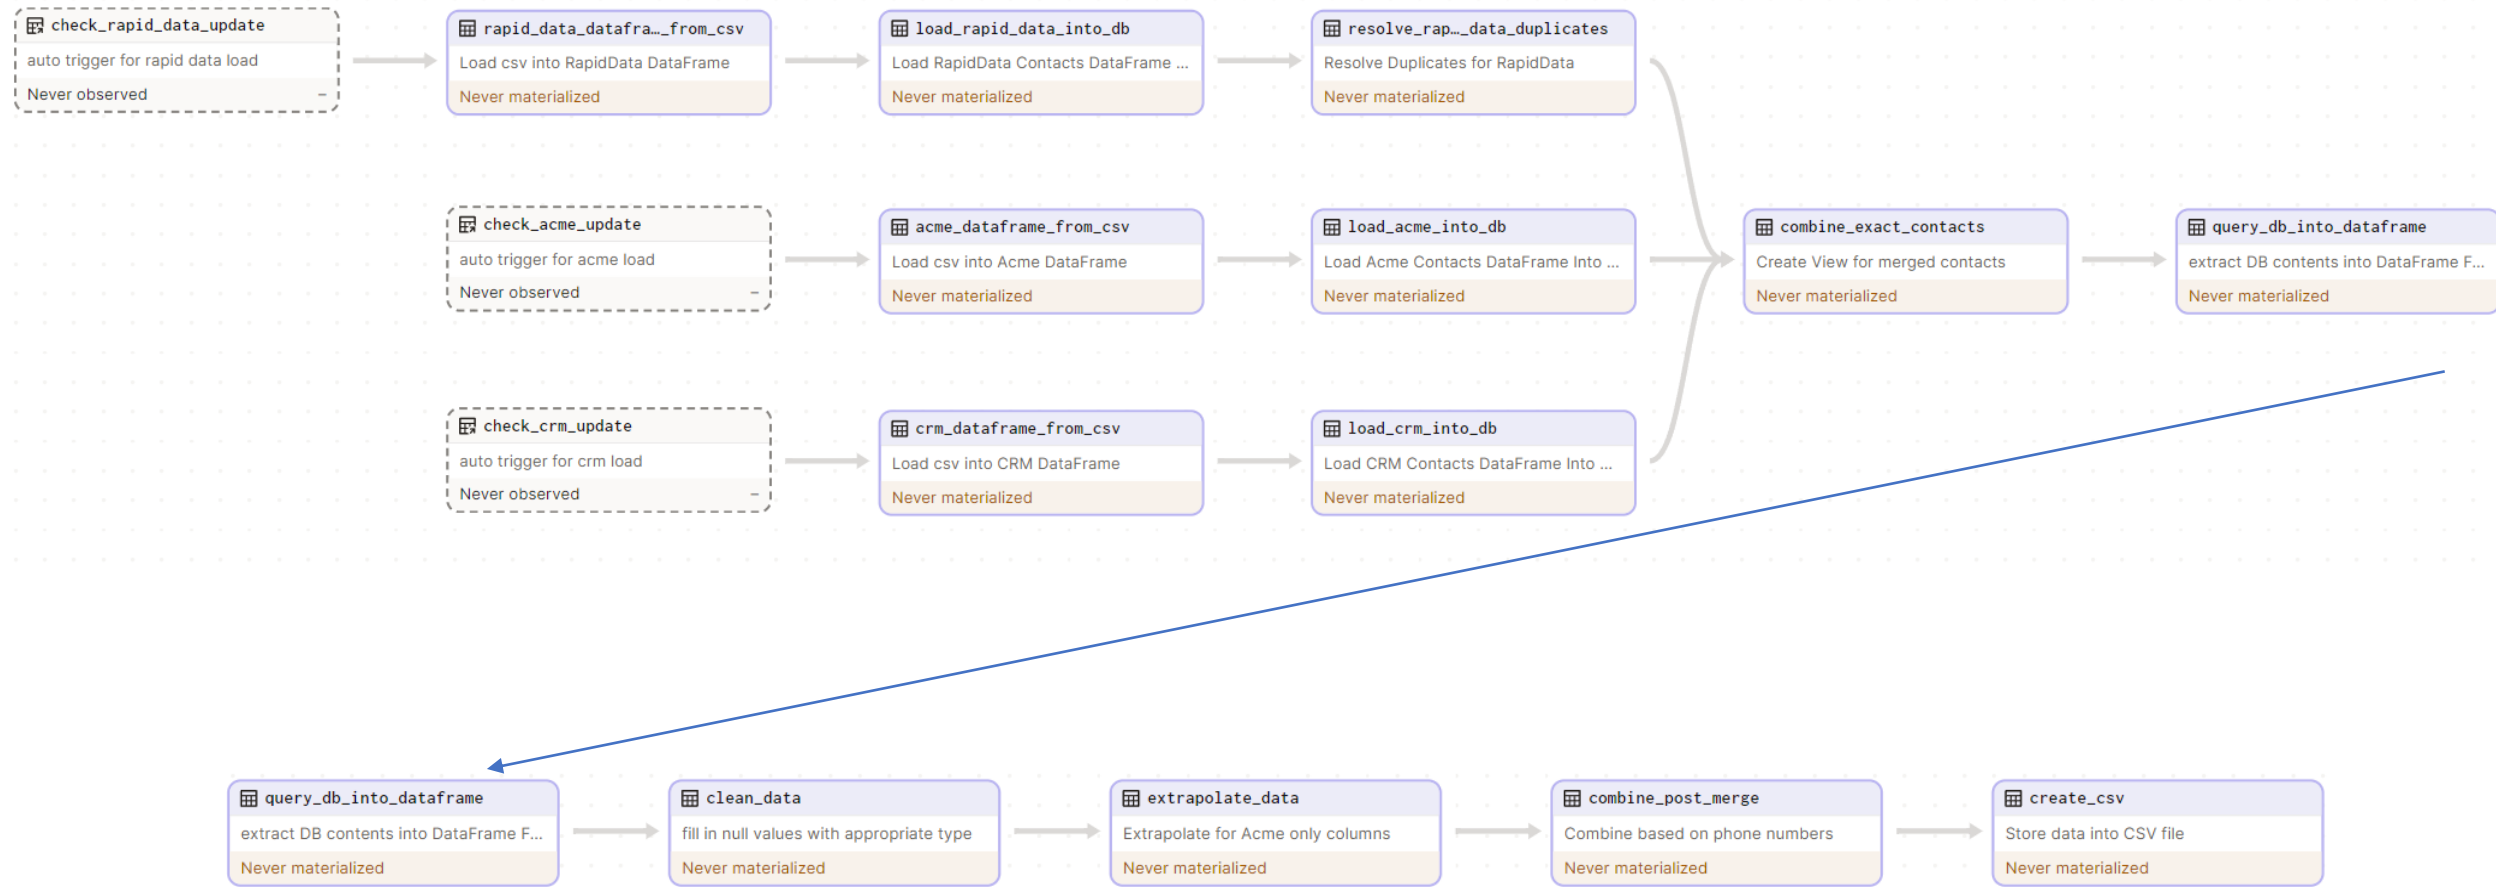 check_rapid_data_update
auto trigger for rapid data load
Never observed –
rapid_data_datafra…_from_csv
Load csv into RapidData DataFrame
Never materialized
load_rapid_data_into_db
Load RapidData Contacts DataFrame ...
Never materialized
resolve_rap…_data_duplicates
Resolve Duplicates for RapidData
Never materialized
check_acme_update
auto trigger for acme load
Never observed –
acme_dataframe_from_csv
Load csv into Acme DataFrame
Never materialized
load_acme_into_db
Load Acme Contacts DataFrame Into ...
Never materialized
combine_exact_contacts
Create View for merged contacts
Never materialized
query_db_into_dataframe
extract DB contents into DataFrame F...
Never materialized
check_crm_update
auto trigger for crm load
Never observed –
crm_dataframe_from_csv
Load csv into CRM DataFrame
Never materialized
load_crm_into_db
Load CRM Contacts DataFrame Into ...
Never materialized
query_db_into_dataframe
extract DB contents into DataFrame F...
Never materialized
clean_data
fill in null values with appropriate type
Never materialized
extrapolate_data
Extrapolate for Acme only columns
Never materialized
combine_post_merge
Combine based on phone numbers
Never materialized
create_csv
Store data into CSV file
Never materialized